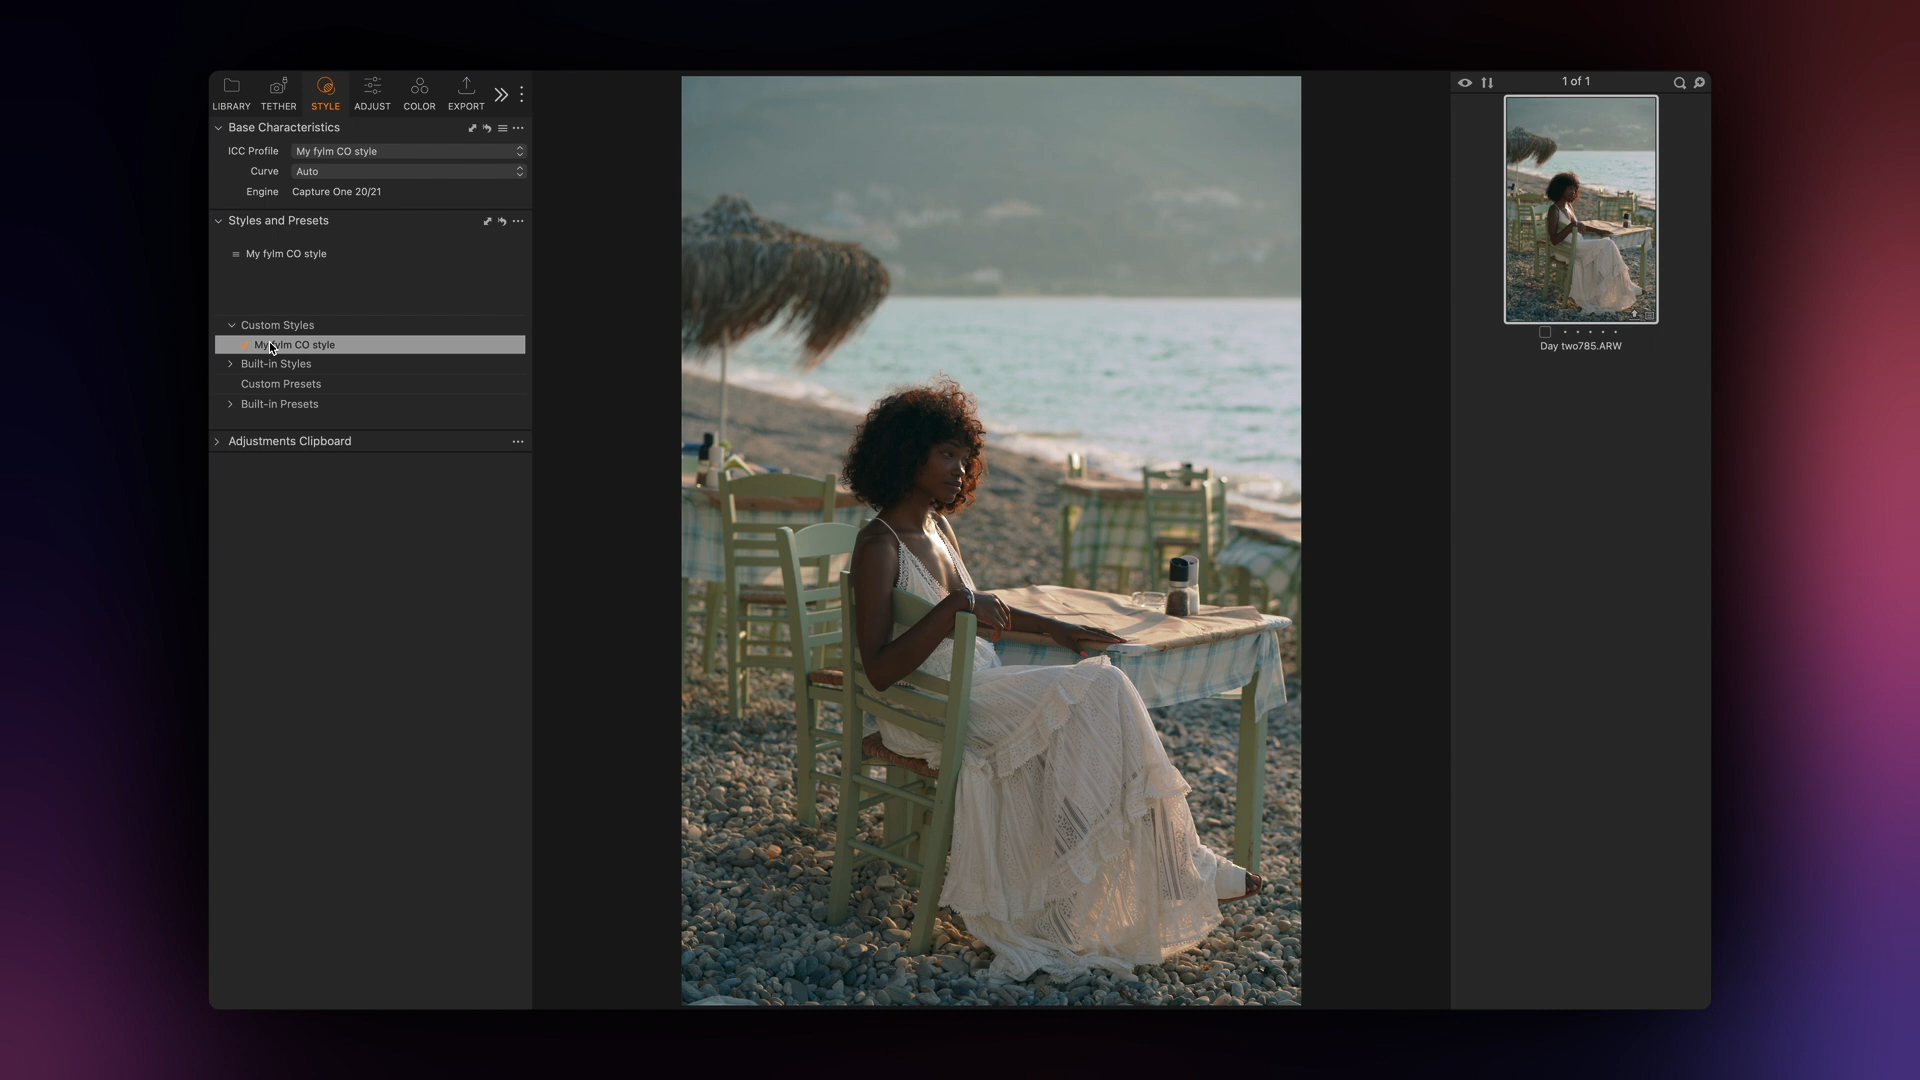 LIBRARY TETHER STYLE ADJUST COLOR EXPORT
Base Characteristics
ICC Profile My fylm CO style
Curve Auto
Engine Capture One 20/21
Styles and Presets
My fylm CO style
Custom Styles
My fylm CO style
Built-in Styles
Custom Presets
Built-in Presets
Adjustments Clipboard
1 of 1
Day two785.ARW